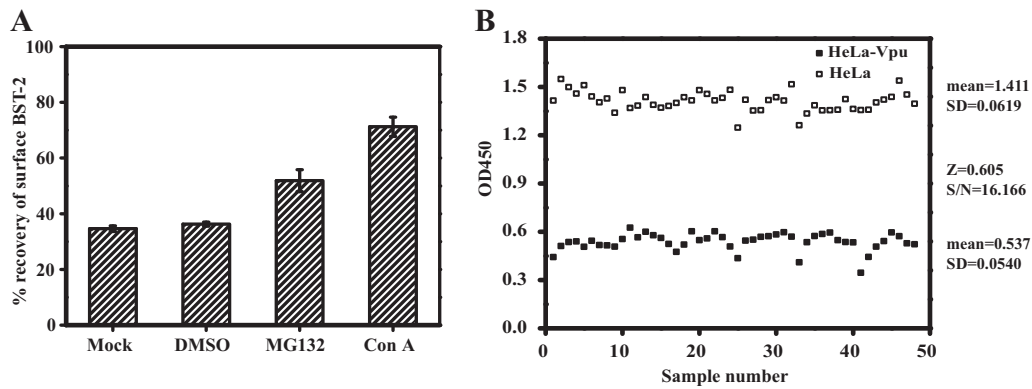 A
% recovery of surface BST-2
100
80
60
40
20
0
Mock DMSO MG132 Con A
B
OD450
1.8
1.5
1.2
0.9
0.6
0.3
0.0
HeLa-Vpu
HeLa
0 10 20 30 40 50
Sample number
mean=1.411
SD=0.0619
Z=0.605
S/N=16.166
mean=0.537
SD=0.0540